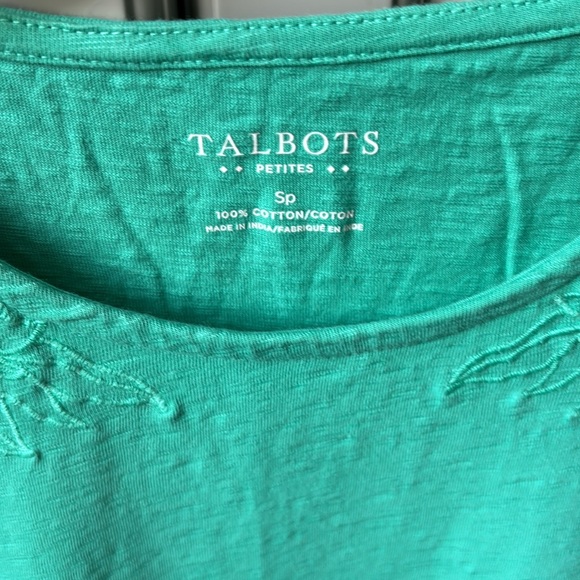 TALBOTS
PETITES
Sp
100% COTTON/COTON
MADE IN INDIA/FABRIQUÉ EN INDE